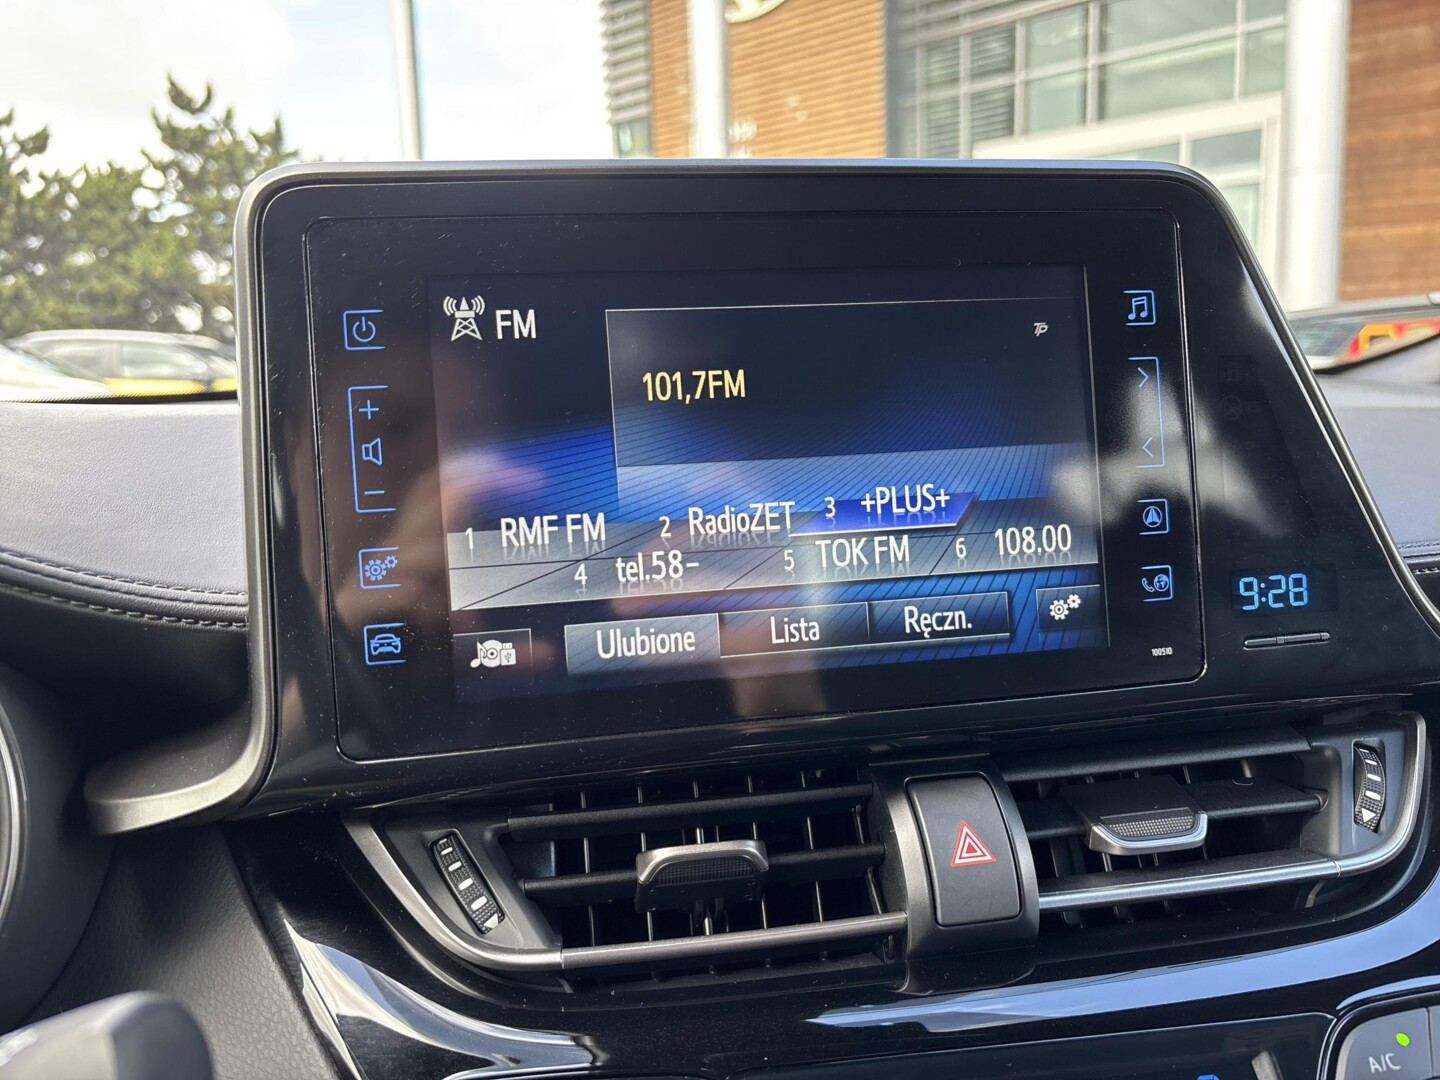 FM
TP
101,7FM
1 RMF FM 2 RadioZET 3 +PLUS+
4 tel.58- 5 TOK FM 6 108.00
Ulubione Lista Ręczn.
100510
9:28
A/C